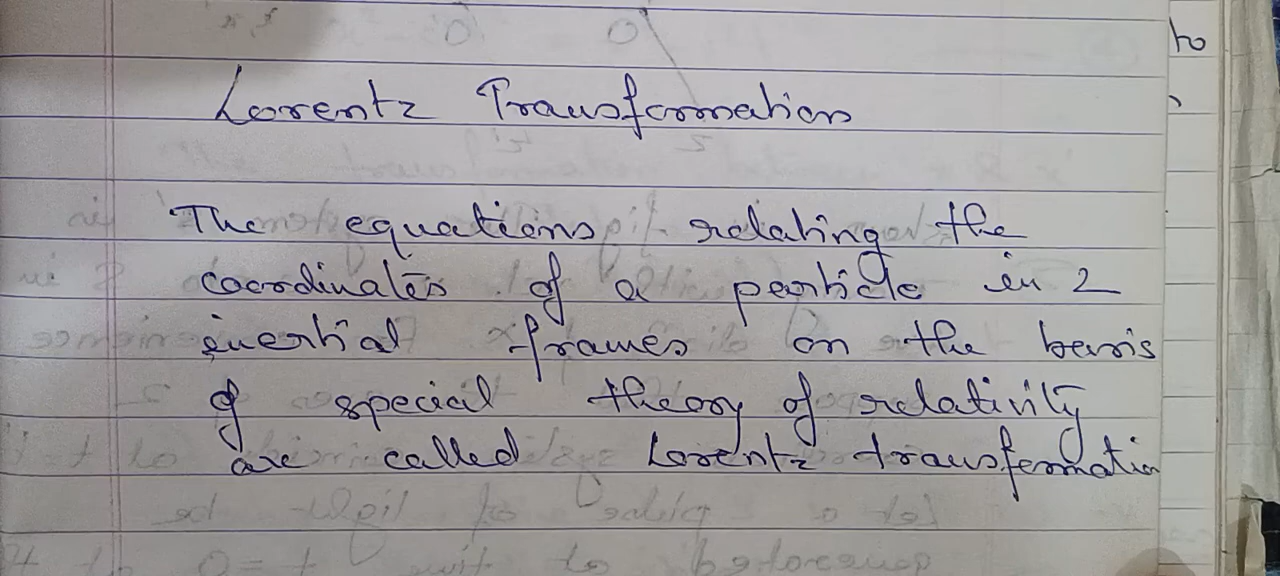 Lorentz Transformation
The equations relating the
coordinates of a particle in 2
inertial frames on the basis
of special theory of relativity
are called Lorentz transformation
to